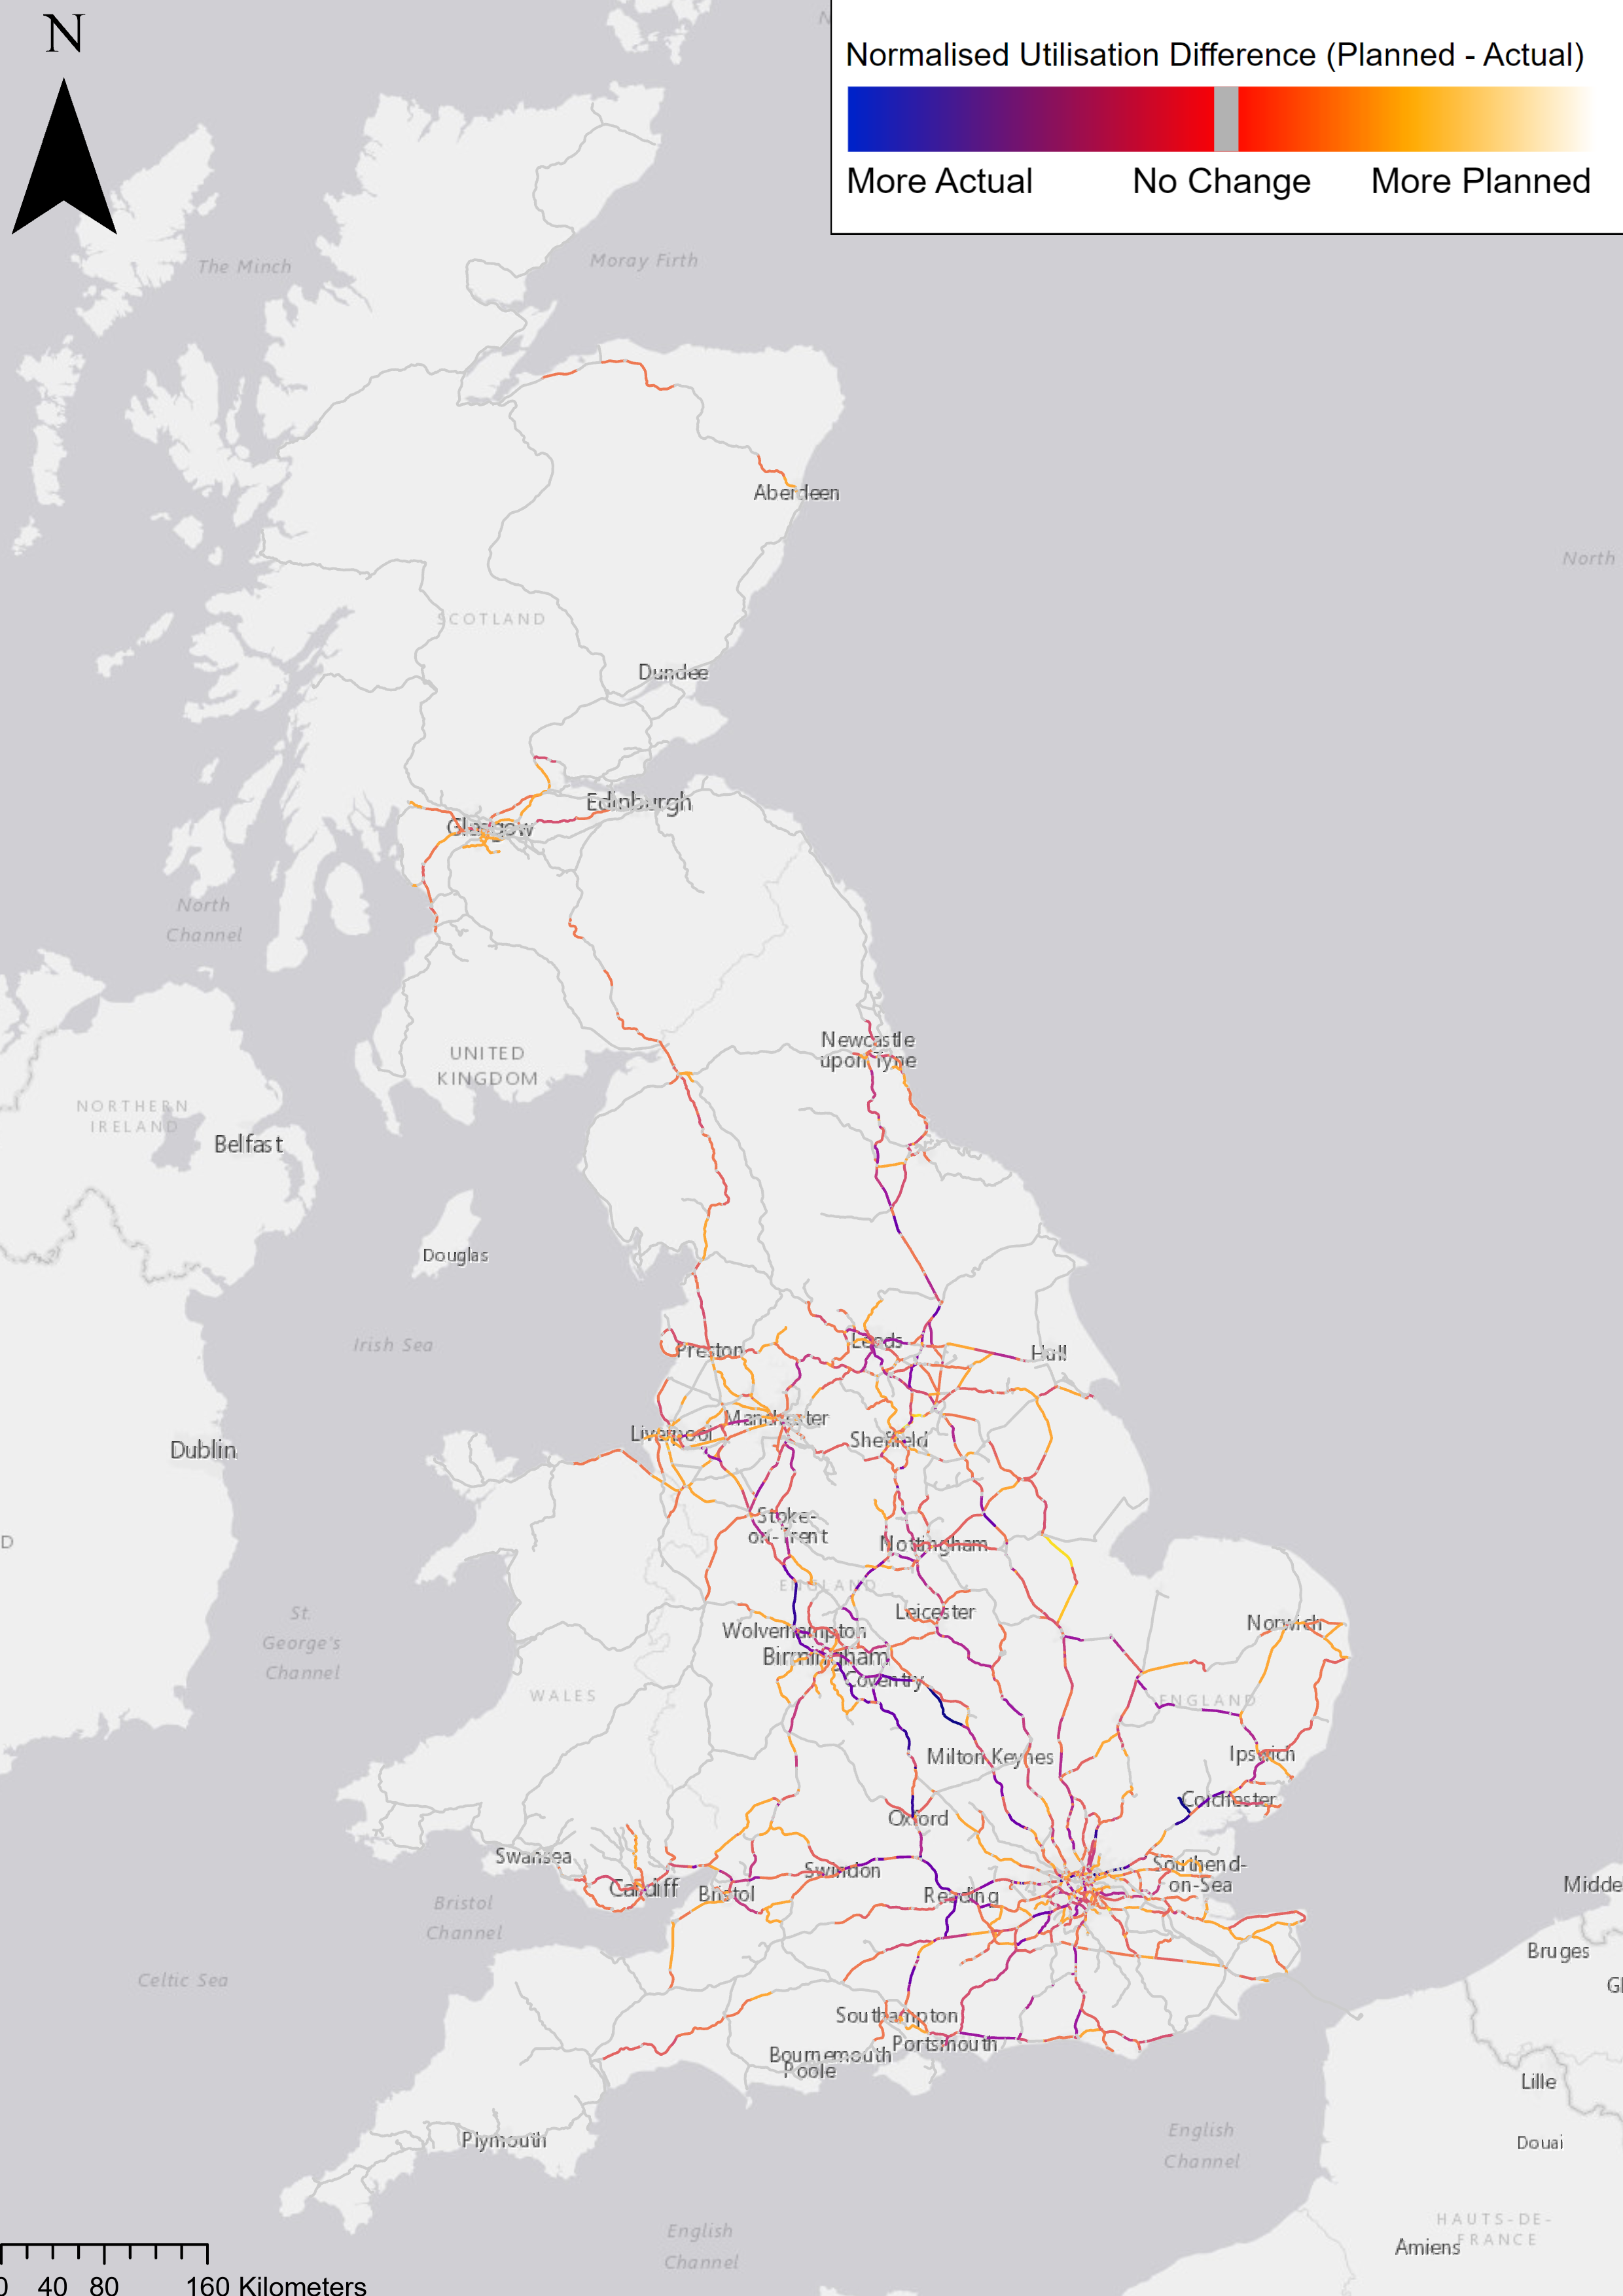 N
N
Normalised Utilisation Difference (Planned - Actual)
More Actual
No Change
More Planned
The Minch
Moray Firth
Aberdeen
North
SCOTLAND
Dundee
Edinburgh
Glasgow
North
Channel
Newcastle
upon Tyne
UNITED
KINGDOM
NORTHERN
IRELAND
Belfast
Douglas
Irish Sea
Preston
Leeds
Hull
Manchester
Liverpool
Sheffield
Dublin
Stoke-
on-Trent
D
Nottingham
ENGLAND
St.
George's
Channel
Leicester
Norwich
Wolverhampton
Birmingham
Coventry
WALES
ENGLAND
Milton Keynes
Ipswich
Colchester
Oxford
Swansea
Swindon
Southend-
on-Sea
Cardiff
Bristol
Reading
Midde
Bristol
Channel
Bruges
Celtic Sea
G
Southampton
Portsmouth
Bournemouth
Poole
Lille
English
Channel
Plymouth
Douai
HAUTS-DE-
FRANCE
English
Channel
Amiens
0 40 80 160 Kilometers